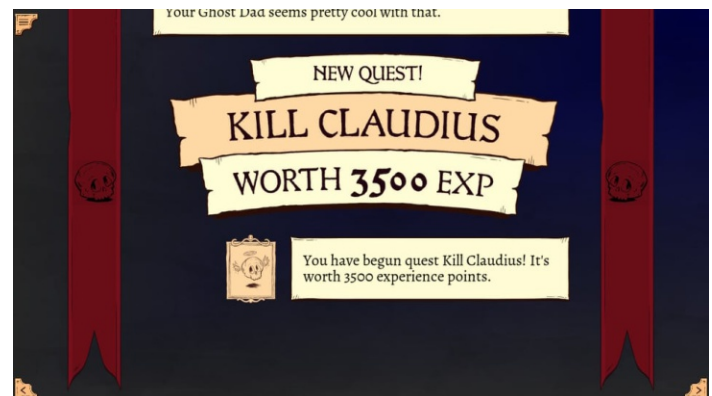 Your Ghost Dad seems pretty cool with that.
NEW QUEST!
KILL CLAUDIUS
WORTH 3500 EXP
You have begun quest Kill Claudius! It's
worth 3500 experience points.